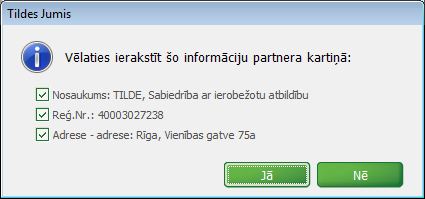 Tildes Jumis
Vēlaties ierakstīt šo informāciju partnera kartiņā:
Nosaukums: TILDE, Sabiedrība ar ierobežotu atbildību
Reģ.Nr.: 40003027238
Adrese - adrese: Rīga, Vienības gatve 75a
Jā
Nē